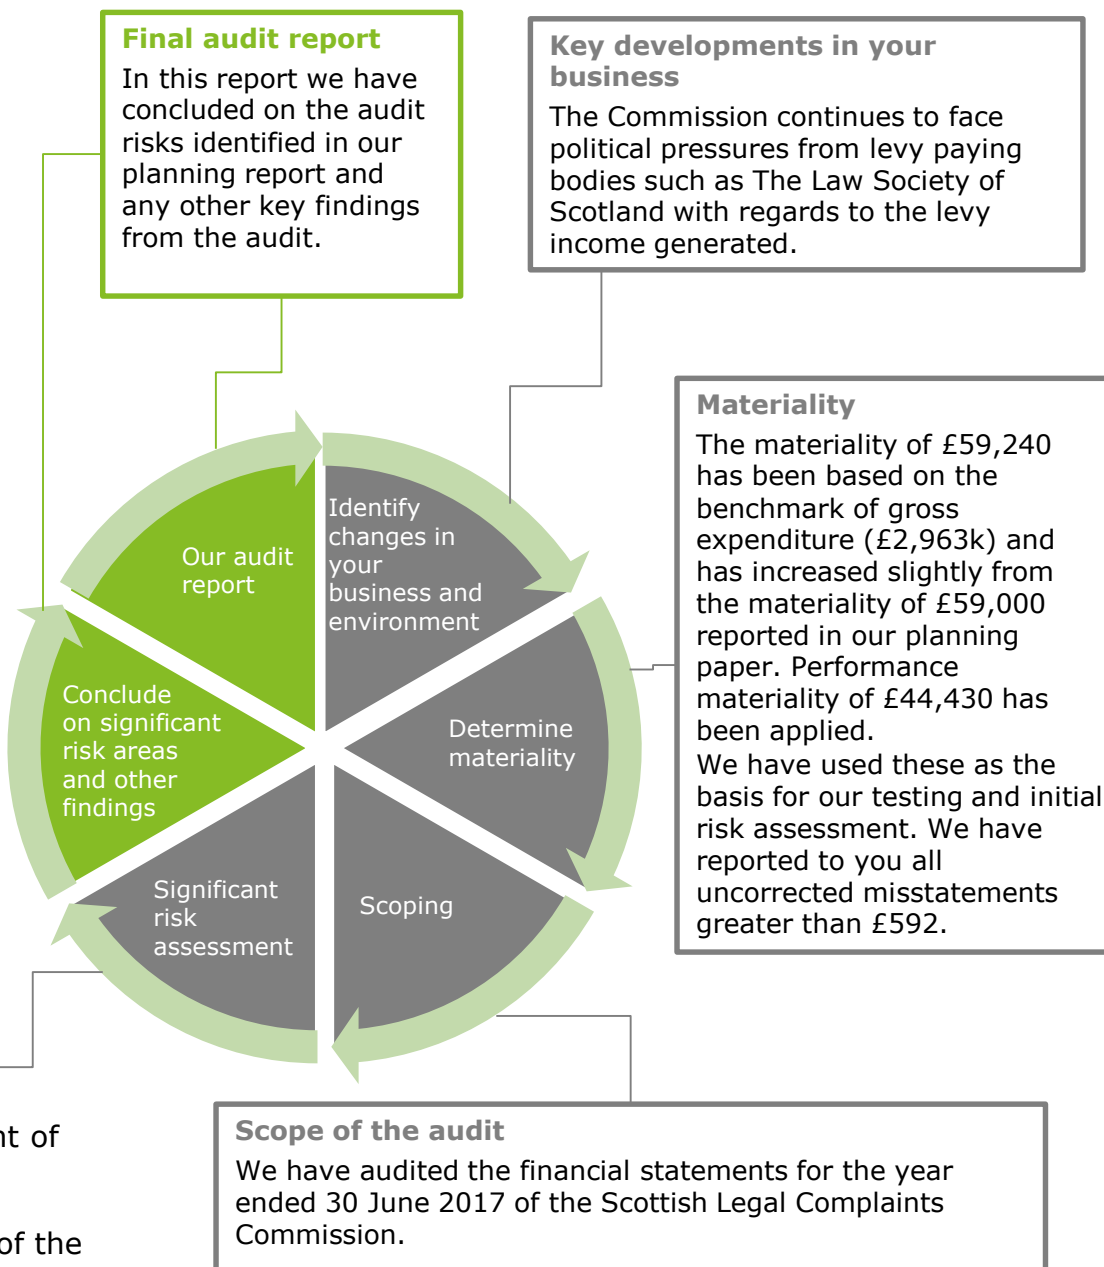 Final audit report
In this report we have
concluded on the audit
risks identified in our
planning report and
any other key findings
from the audit.
Key developments in your
business
The Commission continues to face
political pressures from levy paying
bodies such as The Law Society of
Scotland with regards to the levy
income generated.
Materiality
The materiality of £59,240
has been based on the
benchmark of gross
expenditure (£2,963k) and
has increased slightly from
the materiality of £59,000
reported in our planning
paper. Performance
materiality of £44,430 has
been applied.
We have used these as the
basis for our testing and initial
risk assessment. We have
reported to you all
uncorrected misstatements
greater than £592.
Identify
changes in
your
business and
environment
Determine
materiality
Scoping
Significant
risk
assessment
Conclude
on significant
risk areas
and other
findings
Our audit
report
of
of the
Scope of the audit
We have audited the financial statements for the year
ended 30 June 2017 of the Scottish Legal Complaints
Commission.